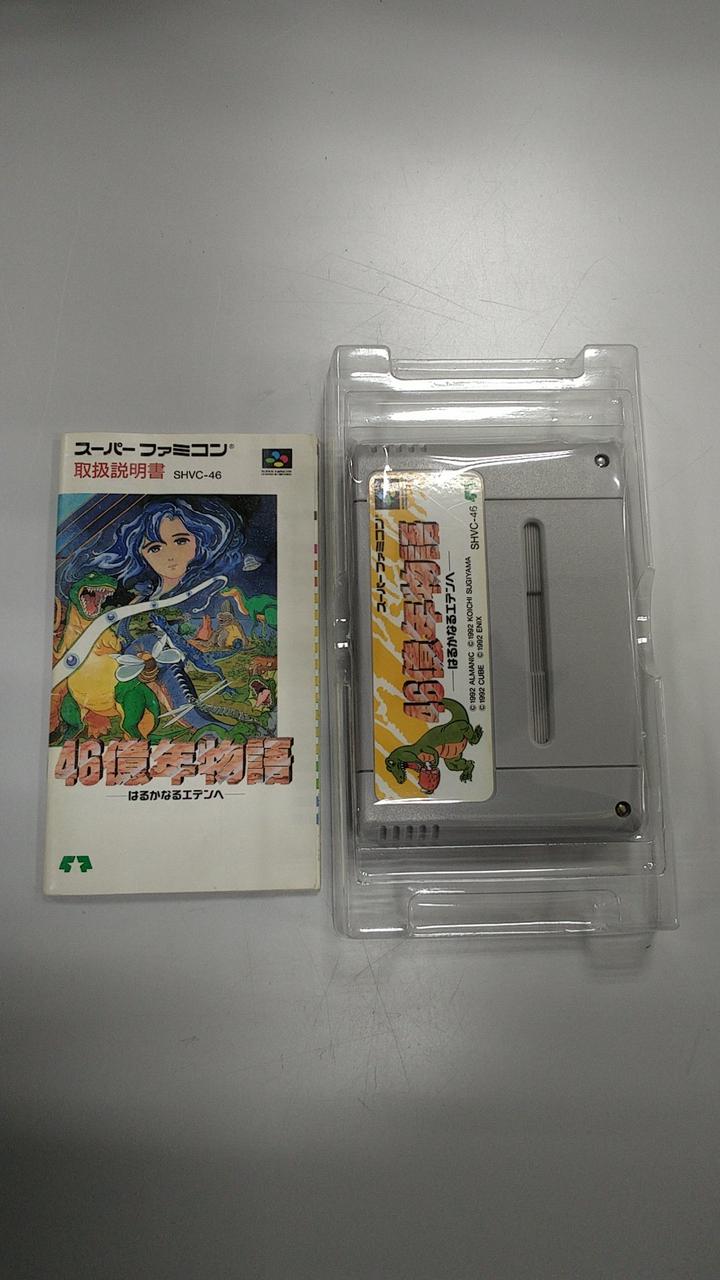 スーパーファミコン®
取扱説明書 SHVC-46
46億年物語
はるかなるエデンへ
スーパーファミコン
46億年物語
はるかなるエデンへ
SHVC-46
©1992 ALMANIC ©1992 KOICHI SUGIYAMA
©1992 CUBE ©1992 ENIX